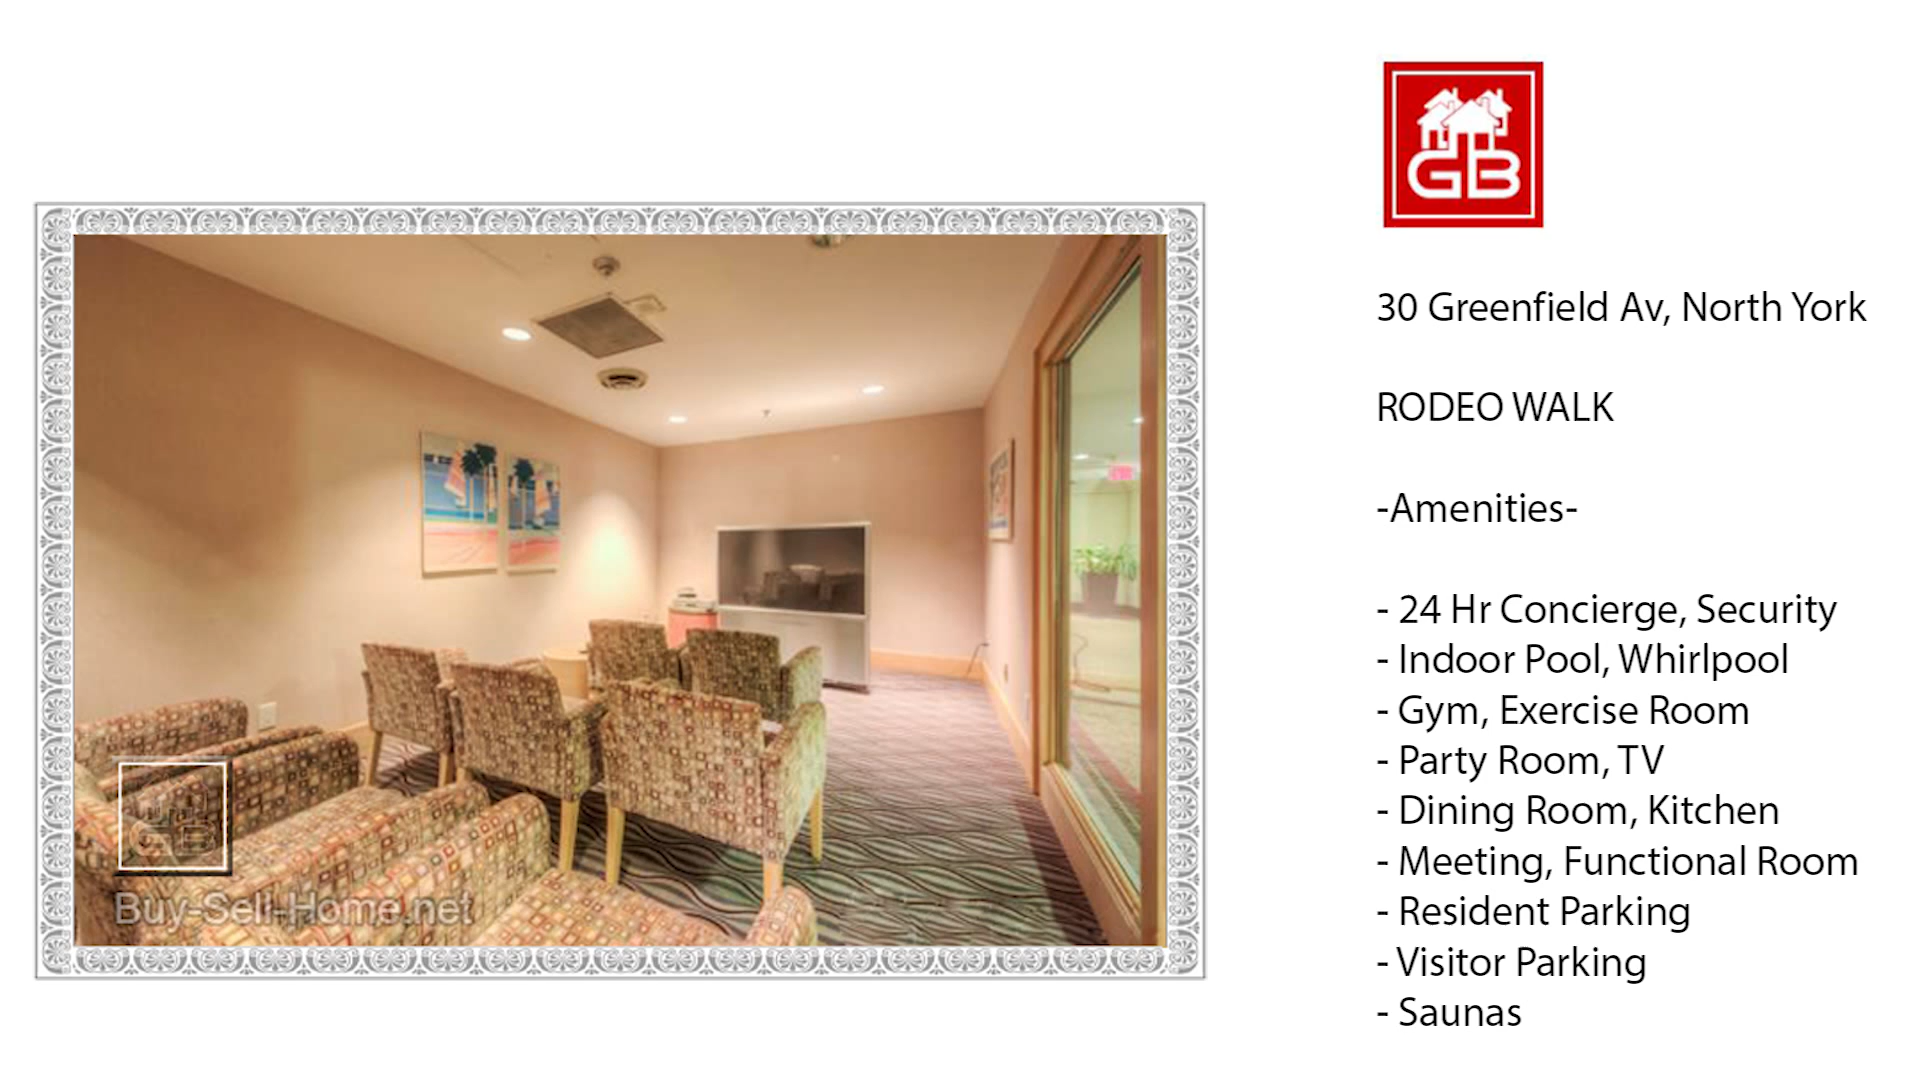 GB
30 Greenfield Av, North York
RODEO WALK
-Amenities-
- 24 Hr Concierge, Security
- Indoor Pool, Whirlpool
- Gym, Exercise Room
- Party Room, TV
- Dining Room, Kitchen
- Meeting, Functional Room
- Resident Parking
- Visitor Parking
- Saunas
GB
Buy-Sell-Home.net